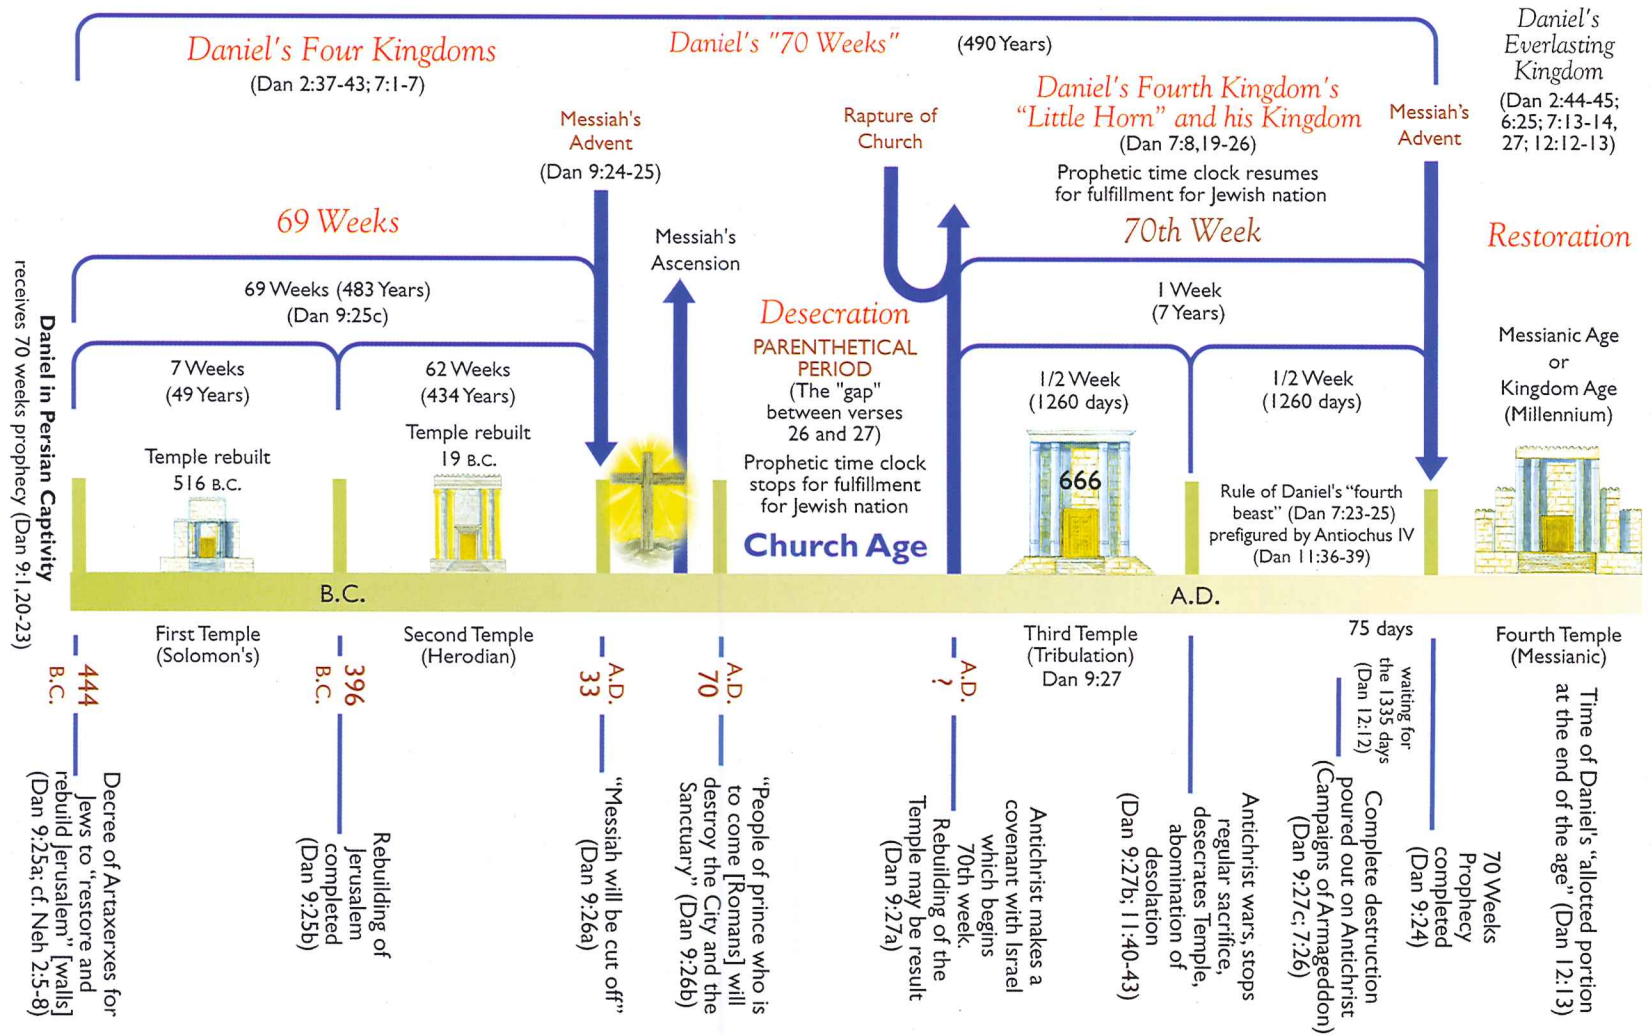 Daniel's Four Kingdoms
(Dan 2:37-43; 7:1-7)
Daniel's "70 Weeks"
(490 Years)
Daniel's
Everlasting
Kingdom
(Dan 2:44-45;
6:25; 7:13-14,
27; 12:12-13)
Messiah's
Advent
(Dan 9:24-25)
Rapture of
Church
Daniel's Fourth Kingdom's
“Little Horn” and his Kingdom
(Dan 7:8,19-26)
Prophetic time clock resumes
for fulfillment for Jewish nation
Messiah's
Advent
69 Weeks
Messiah's
Ascension
70th Week
Restoration
69 Weeks (483 Years)
(Dan 9:25c)
1 Week
(7 Years)
Desecration
PARENTHETICAL
PERIOD
(The "gap"
between verses
26 and 27)
Prophetic time clock
stops for fulfillment
for Jewish nation
Church Age
7 Weeks
(49 Years)
62 Weeks
(434 Years)
1/2 Week
(1260 days)
1/2 Week
(1260 days)
Messianic Age
or
Kingdom Age
(Millennium)
Temple rebuilt
516 B.C.
Temple rebuilt
19 B.C.
666
Rule of Daniel's “fourth
beast” (Dan 7:23-25)
prefigured by Antiochus IV
(Dan 11:36-39)
Daniel in Persian Captivity
receives 70 weeks prophecy (Dan 9:1,20-23)
B.C.
A.D.
First Temple
(Solomon's)
Second Temple
(Herodian)
Third Temple
(Tribulation)
Dan 9:27
75 days
Fourth Temple
(Messianic)
444
B.C.
396
B.C.
A.D.
33
A.D.
70
A.D.
?
waiting for
the 1335 days
(Dan 12:12)
Decree of Artaxerxes for
Jews to “restore and
rebuild Jerusalem” [walls]
(Dan 9:25a; cf. Neh 2:5-8)
Rebuilding of
Jerusalem
completed
(Dan 9:25b)
“Messiah will be cut off”
(Dan 9:26a)
“People of prince who is
to come [Romans] will
destroy the City and the
Sanctuary” (Dan 9:26b)
Antichrist makes a
covenant with Israel
which begins
70th week.
Rebuilding of the
Temple may be result
(Dan 9:27a)
Antichrist wars, stops
regular sacrifice,
desecrates Temple,
abomination of
desolation
(Dan 9:27b; 11:40-43)
Complete destruction
poured out on Antichrist
(Campaigns of Armageddon)
(Dan 9:27c; 7:26)
70 Weeks
Prophecy
completed
(Dan 9:24)
Time of Daniel's “allotted portion
at the end of the age” (Dan 12:13)